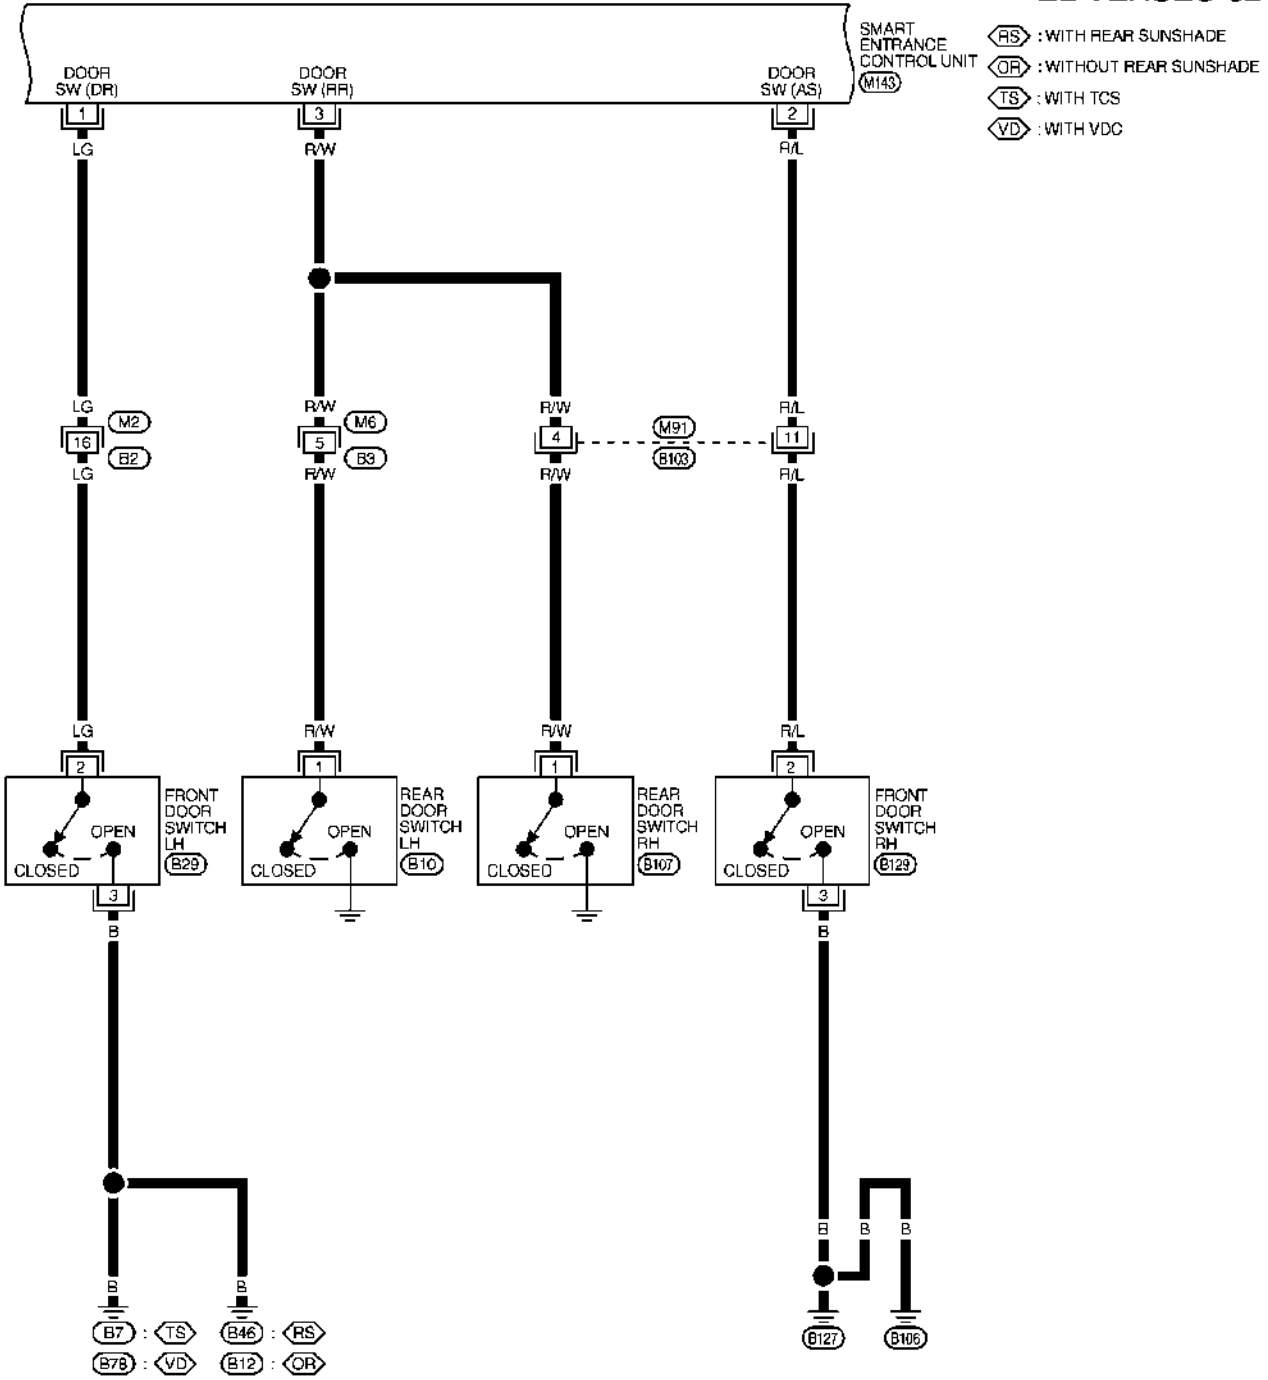 SMART
ENTRANCE
CONTROL UNIT
M143
RS : WITH REAR SUNSHADE
OR : WITHOUT REAR SUNSHADE
TS : WITH TCS
VD : WITH VDC
DOOR
SW (DR)
DOOR
SW (RR)
DOOR
SW (AS)
1
3
2
LG
R/W
R/L
LG
R/W
R/W
R/L
M2
M6
M91
16
5
4
11
B2
B3
B103
LG
R/W
R/W
R/L
LG
R/W
R/W
R/L
2
1
1
2
OPEN
CLOSED
FRONT
DOOR
SWITCH
LH
B29
OPEN
CLOSED
REAR
DOOR
SWITCH
LH
B10
OPEN
CLOSED
REAR
DOOR
SWITCH
RH
B107
OPEN
CLOSED
FRONT
DOOR
SWITCH
RH
B129
3
3
B
B
B
B
B
B
B
B7 : TS
B46 : RS
B78 : VD
B12 : OR
B127
B106